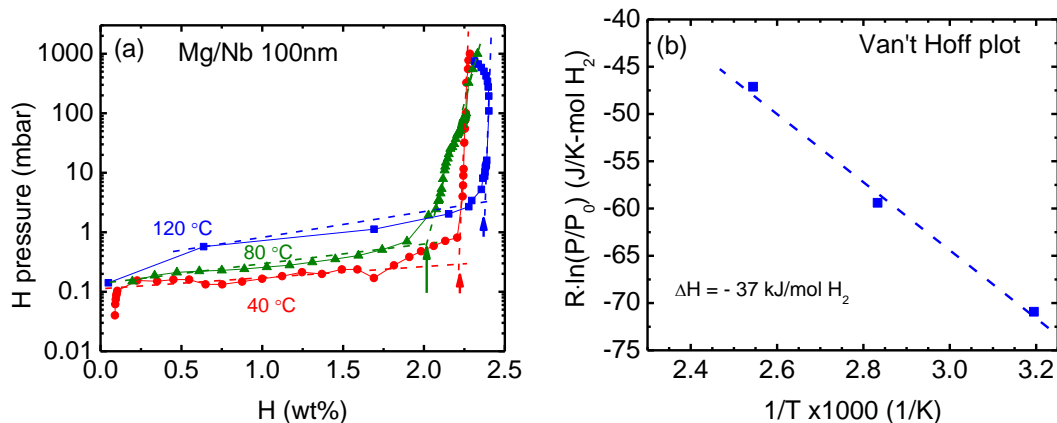 (a)
Mg/Nb 100nm
H pressure (mbar)
1000
100
10
1
0.1
0.01
120 °C
80 °C
40 °C
0.0 0.5 1.0 1.5 2.0 2.5
H (wt%)
(b)
Van't Hoff plot
R·ln(P/P₀) (J/K-mol H₂)
-40
-45
-50
-55
-60
-65
-70
-75
ΔH = - 37 kJ/mol H₂
2.4 2.6 2.8 3.0 3.2
1/T x1000 (1/K)